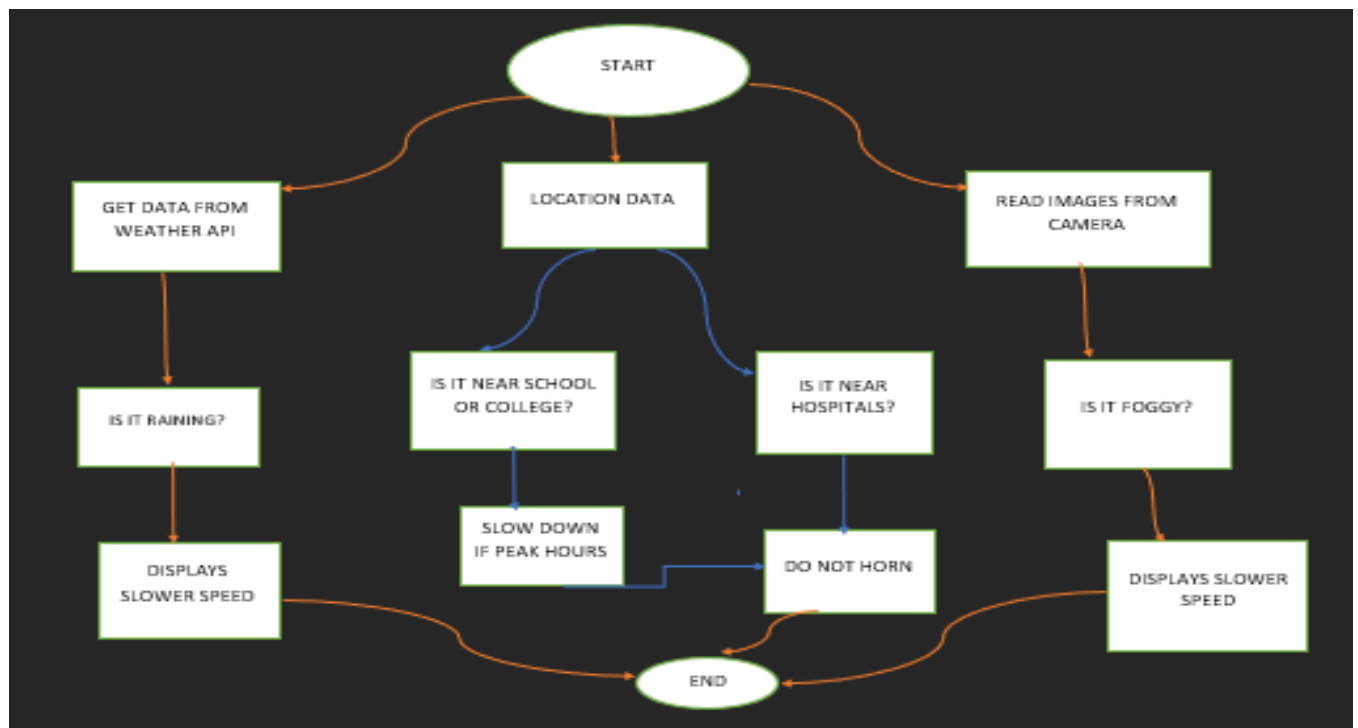 START
GET DATA FROM
WEATHER API
LOCATION DATA
READ IMAGES FROM
CAMERA
IS IT RAINING?
IS IT NEAR SCHOOL
OR COLLEGE?
IS IT NEAR
HOSPITALS?
IS IT FOGGY?
DISPLAYS
SLOWER SPEED
SLOW DOWN
IF PEAK HOURS
DO NOT HORN
DISPLAYS SLOWER
SPEED
END